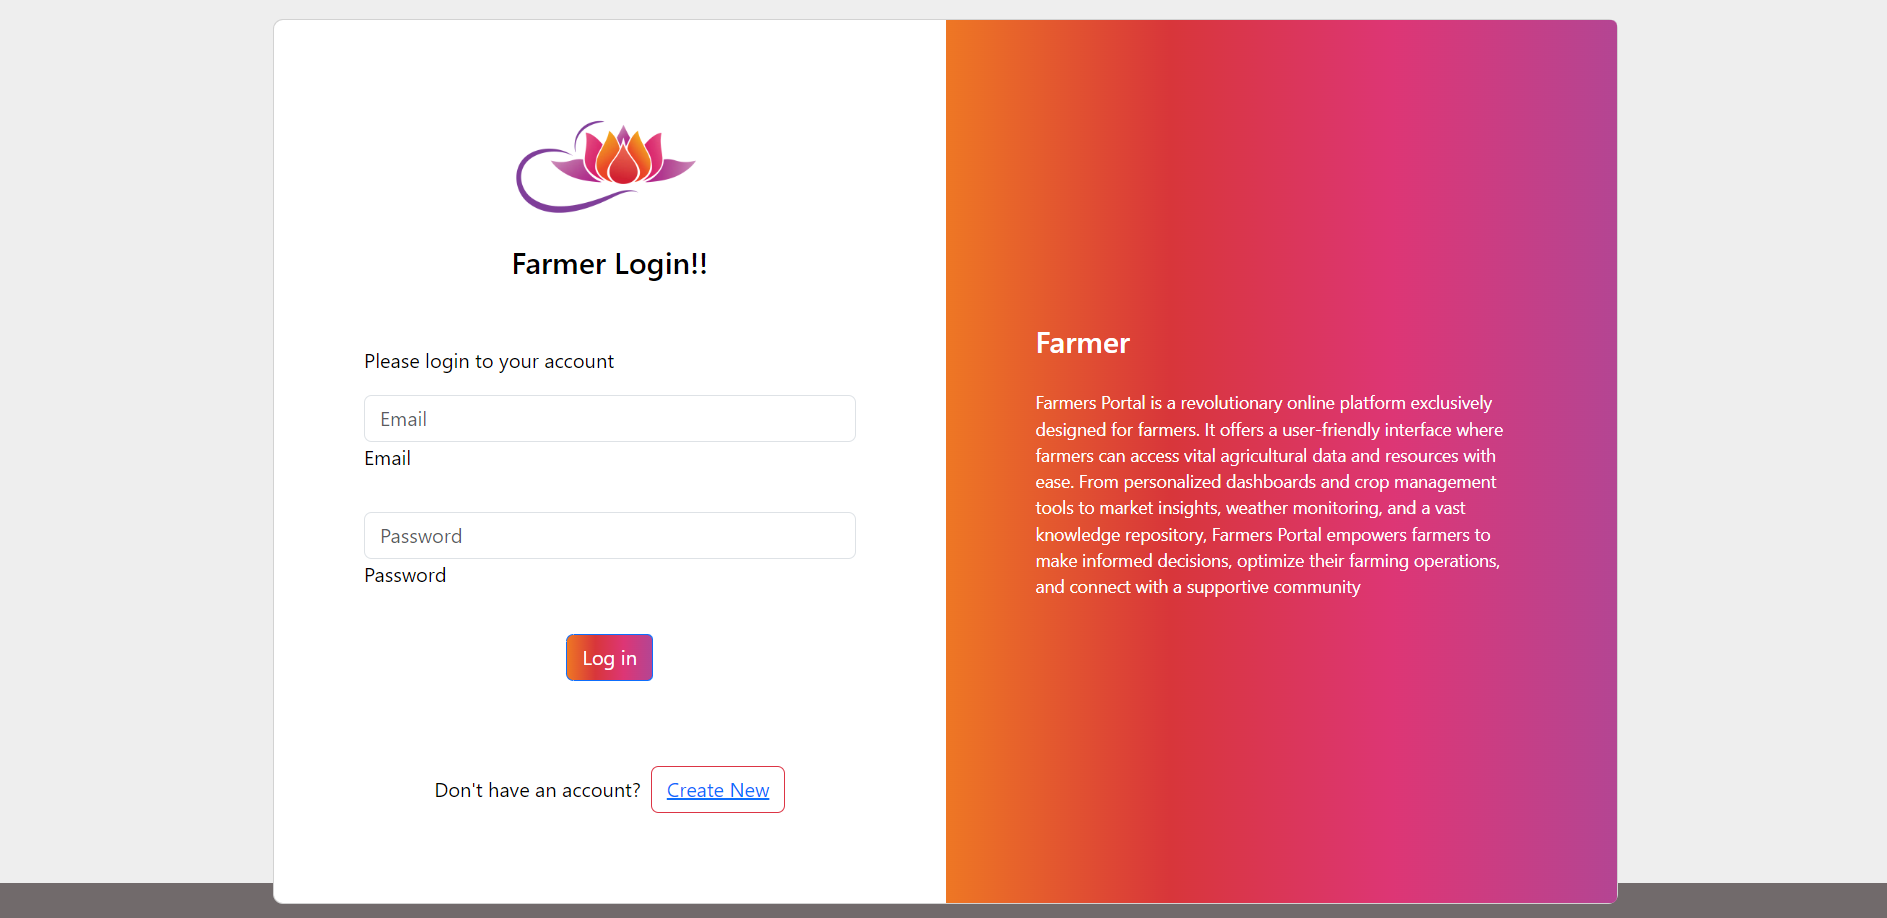 Farmer Login!!
Please login to your account
Email
Email
Password
Password
Log in
Don't have an account? Create New
Farmer
Farmers Portal is a revolutionary online platform exclusively
designed for farmers. It offers a user-friendly interface where
farmers can access vital agricultural data and resources with
ease. From personalized dashboards and crop management
tools to market insights, weather monitoring, and a vast
knowledge repository, Farmers Portal empowers farmers to
make informed decisions, optimize their farming operations,
and connect with a supportive community